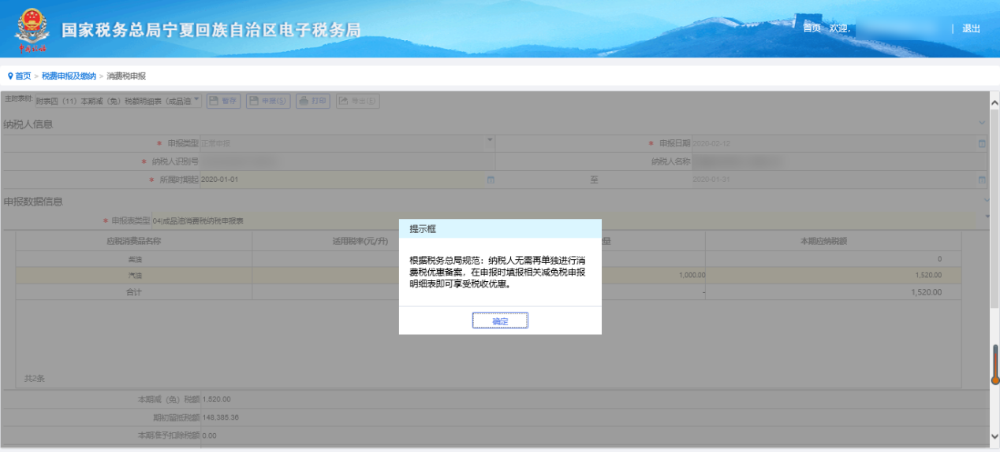 国家税务总局宁夏回族自治区电子税务局
首页 欢迎, | 退出
首页 > 税费申报及缴纳 > 消费税申报
主附表树: 附表四（11）本期减（免）税额明细表（成品油 暂存 申报(S) 打印 导出(E)
纳税人信息
* 申报类型 正常申报 * 申报日期 2020-02-12
* 纳税人识别号 纳税人名称
* 所属时期起 2020-01-01 至 2020-01-31
申报数据信息
* 申报表类型 04|成品油消费税纳税申报表
应税消费品名称 适用税率(元/升) 量 本期应纳税额
柴油 0
汽油 1,000.00 1,520.00
合计 - 1,520.00
共2条
本期减（免）税额 1,520.00
期初留抵税额 148,385.36
本期准予扣除税额 0.00
提示框
根据税务总局规范：纳税人无需再单独进行消
费税优惠备案，在申报时填报相关减免税申报
明细表即可享受税收优惠。
确定